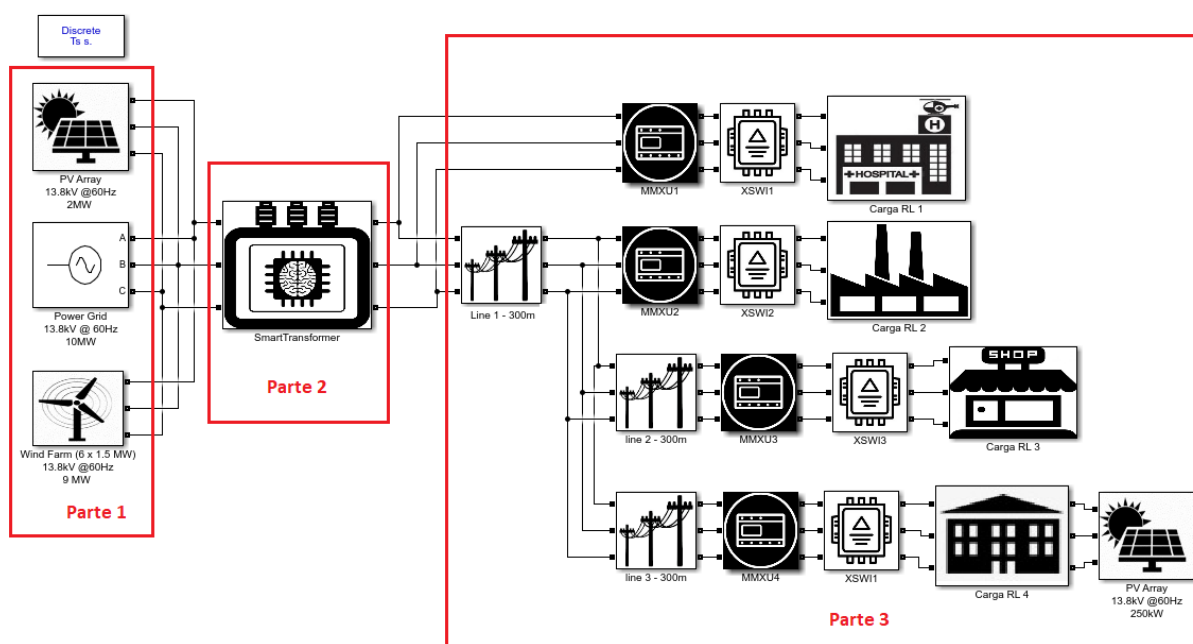 Discrete
Ts s.
PV Array
13.8kV @60Hz
2MW
A
B
C
Power Grid
13.8kV @ 60Hz
10MW
Wind Farm (6 x 1.5 MW)
13.8kV @60Hz
9 MW
Parte 1
SmartTransformer
Parte 2
MMXU1
XSWI1
H
HOSPITAL
Carga RL 1
Line 1 - 300m
MMXU2
XSWI2
Carga RL 2
line 2 - 300m
MMXU3
XSWI3
SHOP
Carga RL 3
line 3 - 300m
MMXU4
XSWI1
Carga RL 4
PV Array
13.8kV @60Hz
250kW
Parte 3